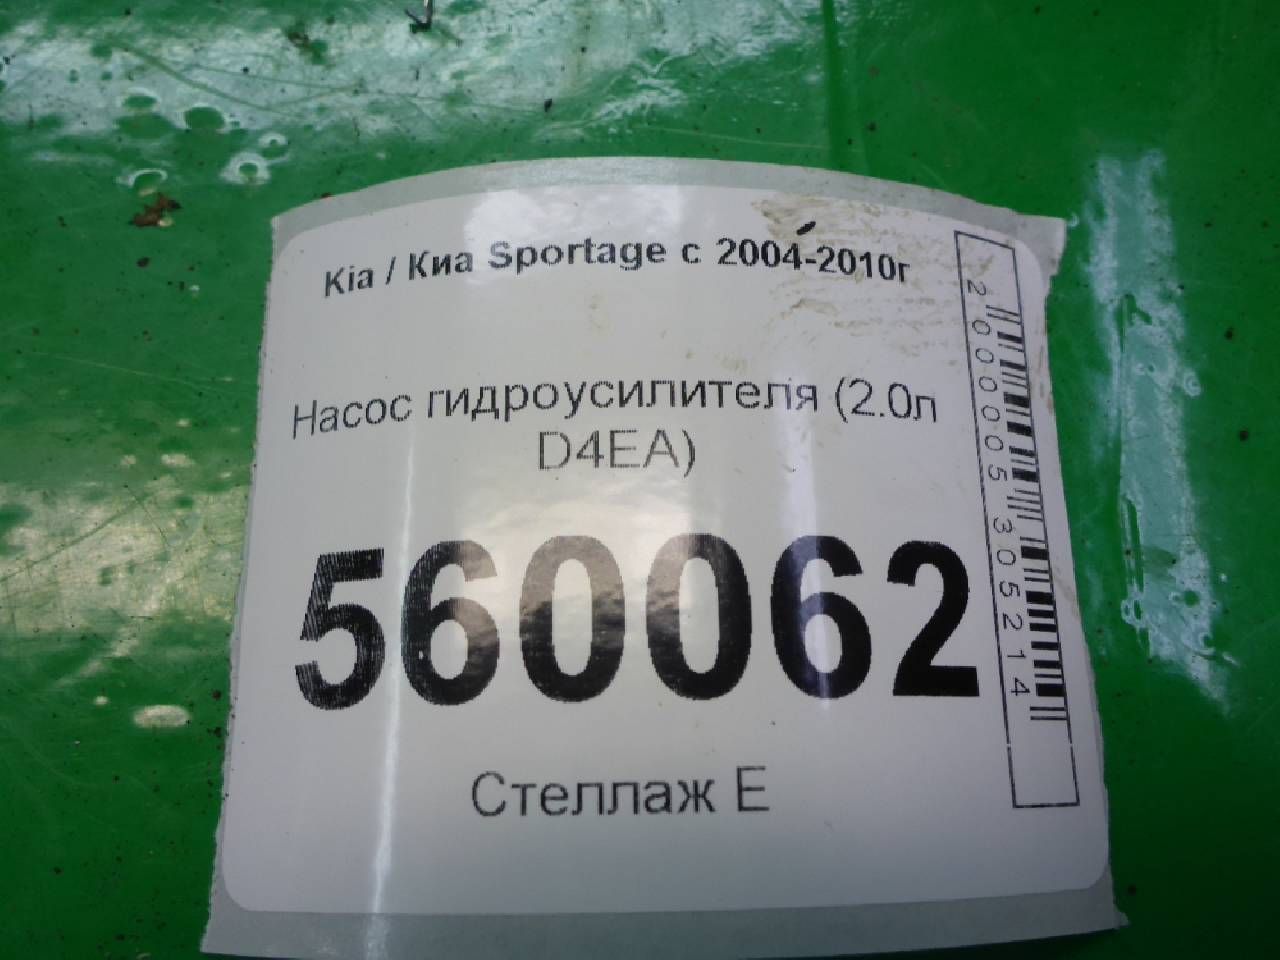 Kia / Киа Sportage с 2004-2010г
Насос гидроусилителя (2.0л
D4EA)
560062
Стеллаж Е
2000005305214